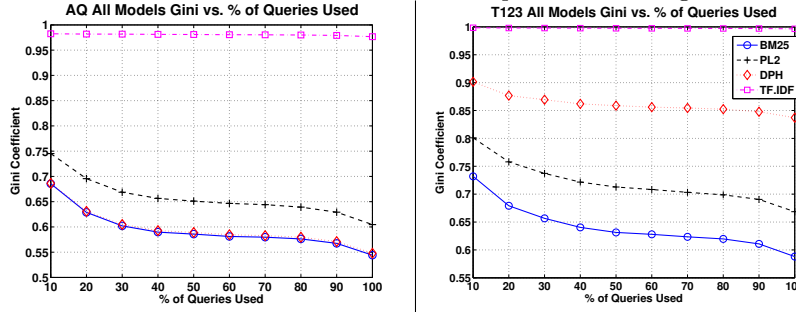 AQ All Models Gini vs. % of Queries Used
1
0.95
0.9
0.85
0.8
0.75
0.7
0.65
0.6
0.55
0.5
10 20 30 40 50 60 70 80 90 100
Gini Coefficient
% of Queries Used
T123 All Models Gini vs. % of Queries Used
1
0.95
0.9
0.85
0.8
0.75
0.7
0.65
0.6
0.55
10 20 30 40 50 60 70 80 90 10
Gini Coefficient
% of Queries Used
BM25
PL2
DPH
TF.IDF